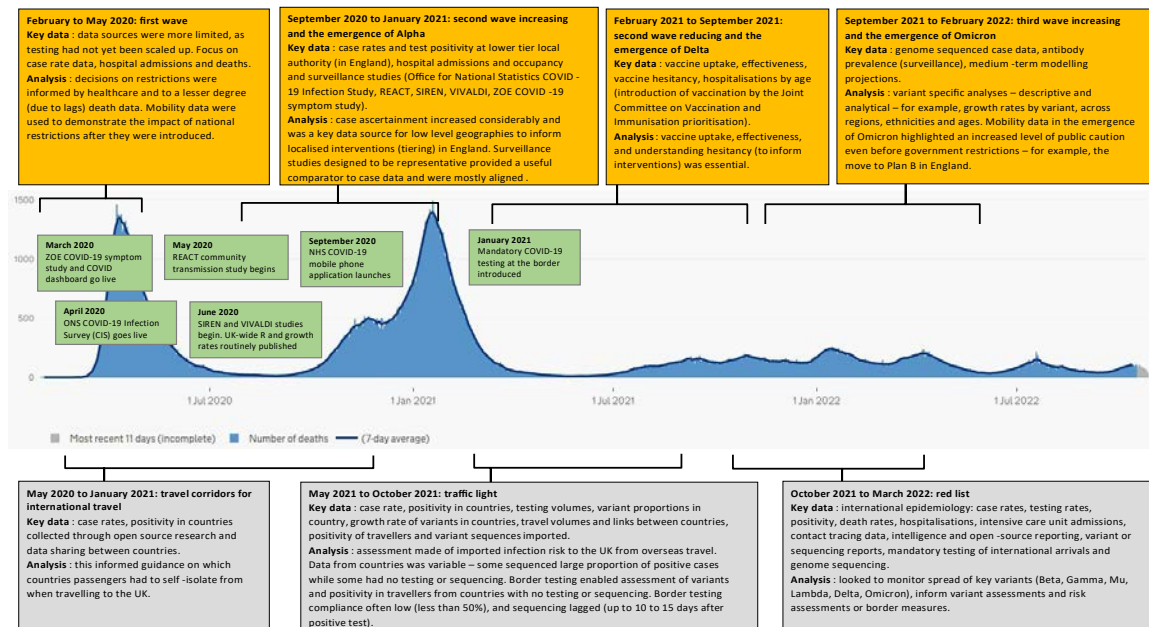 February to May 2020: first wave
Key data : data sources were more limited, as
testing had not yet been scaled up. Focus on
case rate data, hospital admissions and deaths.
Analysis : decisions on restrictions were
informed by healthcare and to a lesser degree
(due to lags) death data. Mobility data were
used to demonstrate the impact of national
restrictions after they were introduced.
September 2020 to January 2021: second wave increasing
and the emergence of Alpha
Key data : case rates and test positivity at lower tier local
authority (in England), hospital admissions and occupancy
and surveillance studies (Office for National Statistics COVID -
19 Infection Study, REACT, SIREN, VIVALDI, ZOE COVID -19
symptom study).
Analysis : case ascertainment increased considerably and
was a key data source for low level geographies to inform
localised interventions (tiering) in England. Surveillance
studies designed to be representative provided a useful
comparator to case data and were mostly aligned .
February 2021 to September 2021:
second wave reducing and the
emergence of Delta
Key data : vaccine uptake, effectiveness,
vaccine hesitancy, hospitalisations by age
(introduction of vaccination by the Joint
Committee on Vaccination and
Immunisation prioritisation).
Analysis : vaccine uptake, effectiveness,
and understanding hesitancy (to inform
interventions) was essential.
September 2021 to February 2022: third wave increasing
and the emergence of Omicron
Key data : genome sequenced case data, antibody
prevalence (surveillance), medium -term modelling
projections.
Analysis : variant specific analyses – descriptive and
analytical – for example, growth rates by variant, across
regions, ethnicities and ages. Mobility data in the emergence
of Omicron highlighted an increased level of public caution
even before government restrictions – for example, the
move to Plan B in England.
1500
1000
500
0
March 2020
ZOE COVID-19 symptom
study and COVID
dashboard go live
May 2020
REACT community
transmission study begins
September 2020
NHS COVID-19
mobile phone
application launches
January 2021
Mandatory COVID-19
testing at the border
introduced
April 2020
ONS COVID-19 Infection
Survey (CIS) goes live
June 2020
SIREN and VIVALDI studies
begin. UK-wide R and growth
rates routinely published
1 Jul 2020
1 Jan 2021
1 Jul 2021
1 Jan 2022
1 Jul 2022
Most recent 11 days (incomplete)
Number of deaths
(7-day average)
May 2020 to January 2021: travel corridors for
international travel
Key data : case rates, positivity in countries
collected through open source research and
data sharing between countries.
Analysis : this informed guidance on which
countries passengers had to self -isolate from
when travelling to the UK.
May 2021 to October 2021: traffic light
Key data : case rate, positivity in countries, testing volumes, variant proportions in
country, growth rate of variants in countries, travel volumes and links between countries,
positivity of travellers and variant sequences imported.
Analysis : assessment made of imported infection risk to the UK from overseas travel.
Data from countries was variable – some sequenced large proportion of positive cases
while some had no testing or sequencing. Border testing enabled assessment of variants
and positivity in travellers from countries with no testing or sequencing. Border testing
compliance often low (less than 50%), and sequencing lagged (up to 10 to 15 days after
positive test).
October 2021 to March 2022: red list
Key data : international epidemiology: case rates, testing rates,
positivity, death rates, hospitalisations, intensive care unit admissions,
contact tracing data, intelligence and open -source reporting, variant or
sequencing reports, mandatory testing of international arrivals and
genome sequencing.
Analysis : looked to monitor spread of key variants (Beta, Gamma, Mu,
Lambda, Delta, Omicron), inform variant assessments and risk
assessments or border measures.